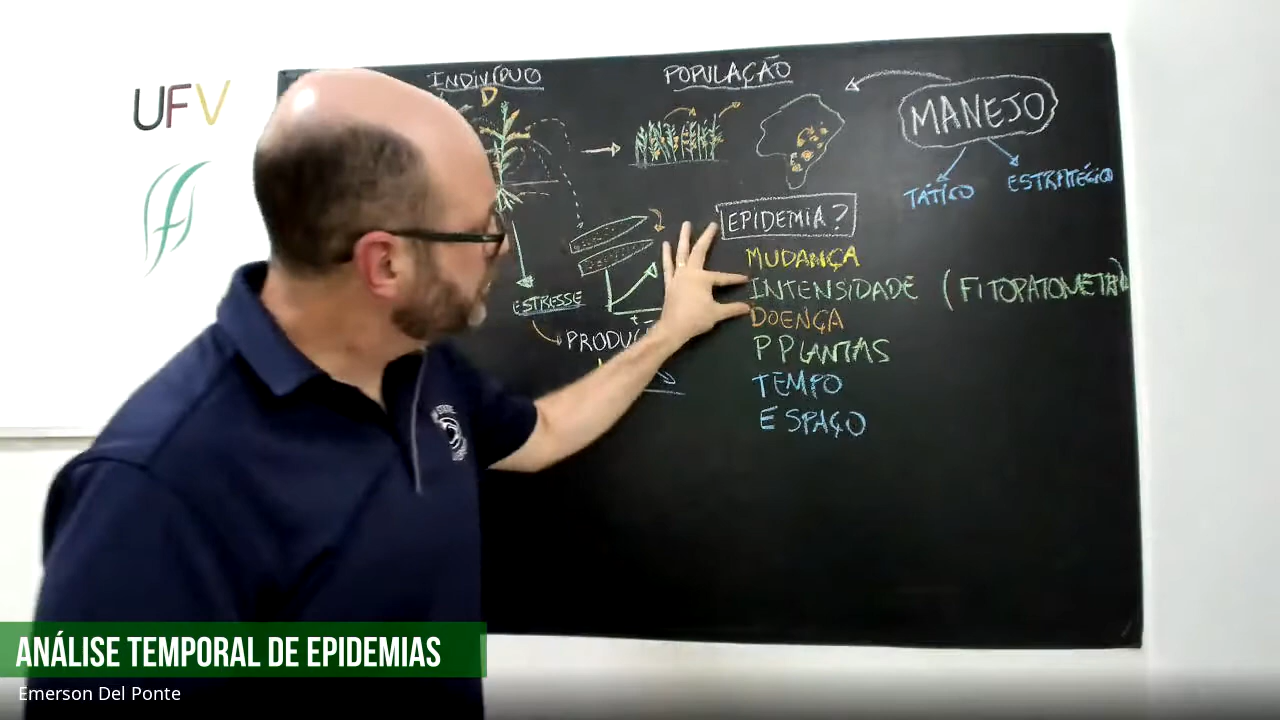 UFV
INDIVÍDUO
D
POPULAÇÃO
MANEJO
TÁTICO
ESTRATÉGICO
EPIDEMIA?
MUDANÇA
INTENSIDADE (FITOPATOMETRIA)
DOENÇA
P PLANTAS
TEMPO
ESPAÇO
ESTRESSE
t
ANÁLISE TEMPORAL DE EPIDEMIAS
Emerson Del Ponte